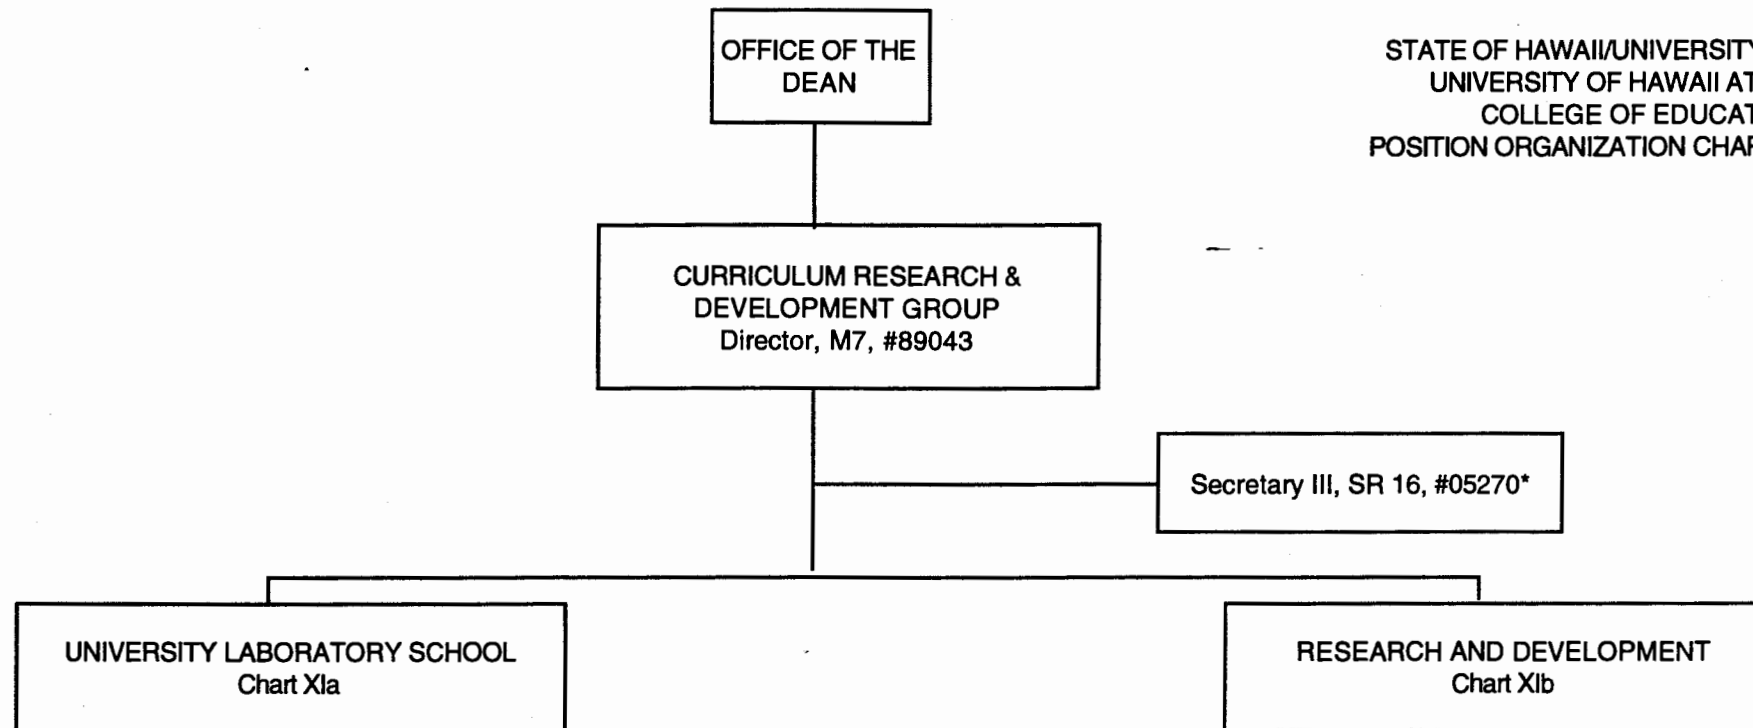 OFFICE OF THE
DEAN
STATE OF HAWAII/UNIVERSITY
UNIVERSITY OF HAWAII AT
COLLEGE OF
POSITION ORGANIZATION
CURRICULUM RESEARCH &
DEVELOPMENT GROUP
Director, M7, #89043
Secretary III, SR 16, #05270*
UNIVERSITY LABORATORY SCHOOL
Chart XIa
RESEARCH AND DEVELOPMENT
Chart XIb